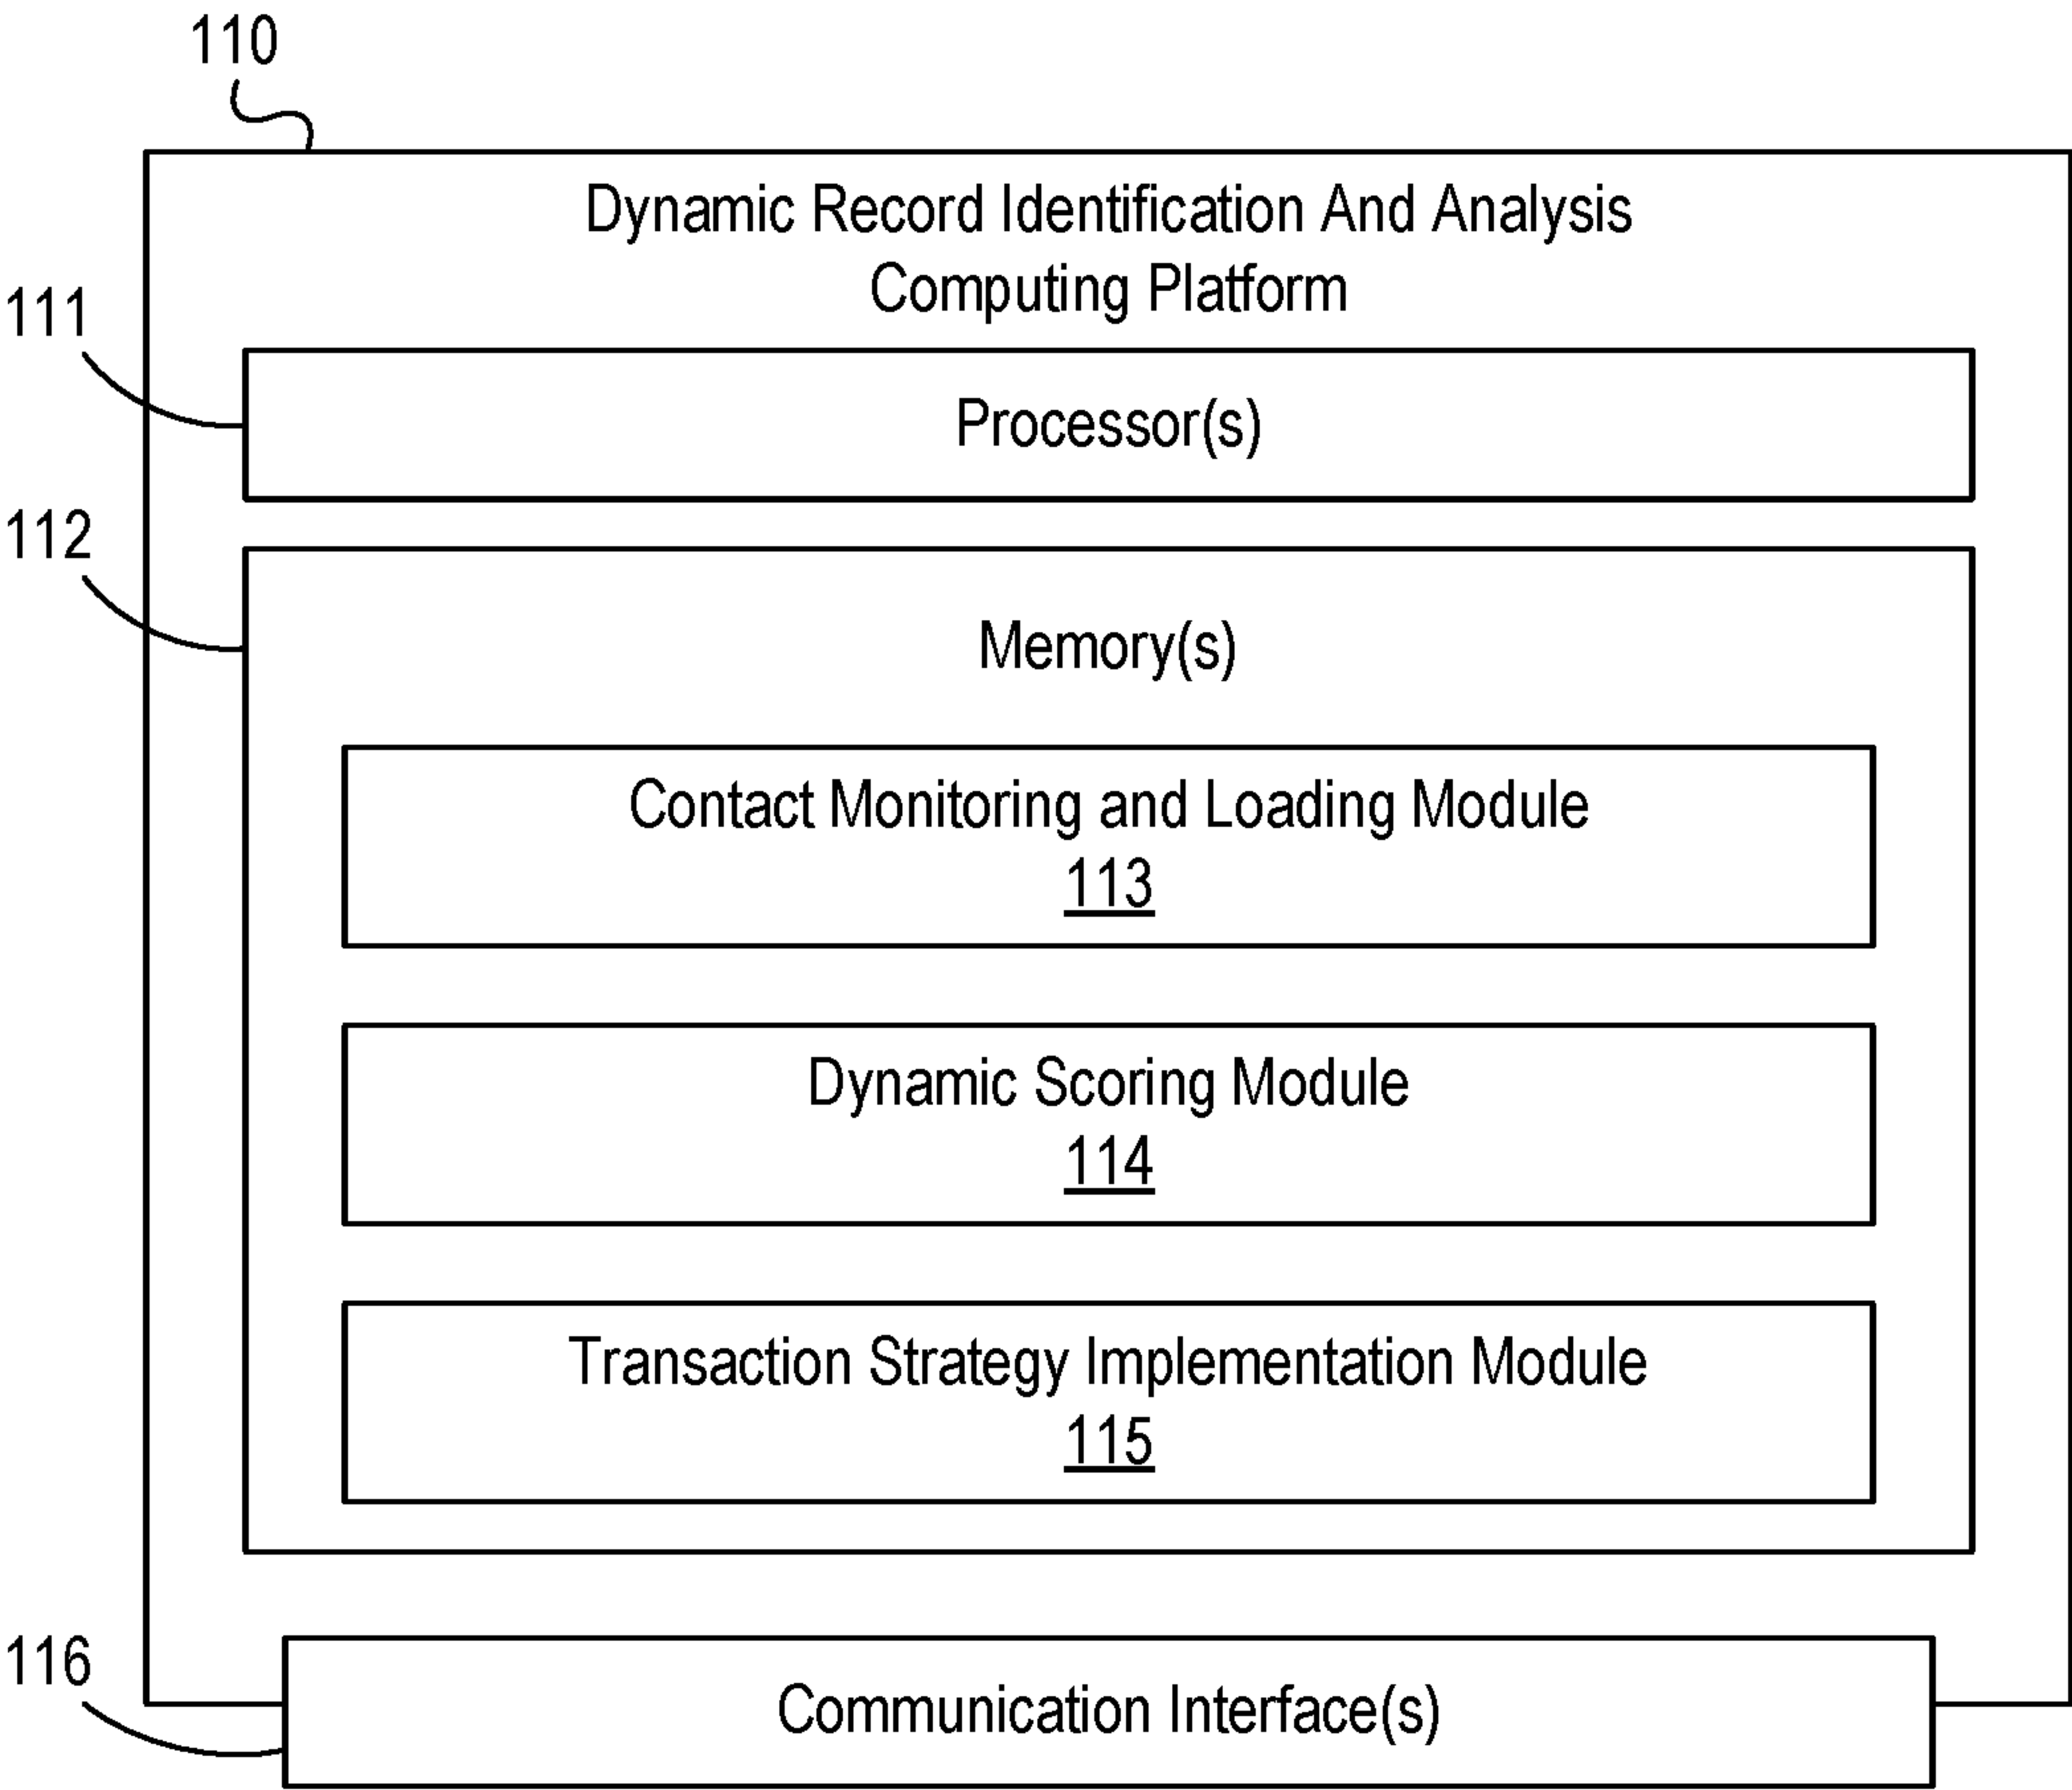 110
Dynamic Record Identification And Analysis
Computing Platform
111
Processor(s)
112
Memory(s)
Contact Monitoring and Loading Module
113
Dynamic Scoring Module
114
Transaction Strategy Implementation Module
115
116
Communication Interface(s)